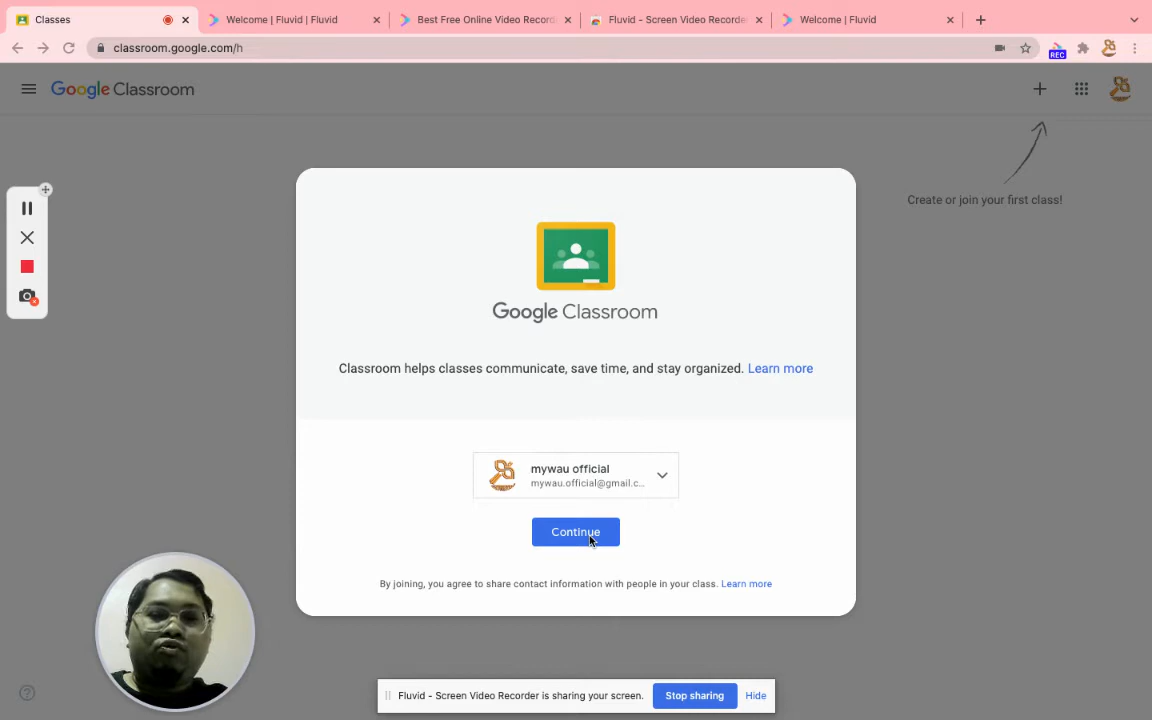 Classes
Welcome | Fluvid | Fluvid
Best Free Online Video Record
Fluvid - Screen Video Recorde
Welcome | Fluvid
classroom.google.com/h
REC
Google Classroom
Create or join your first class!
Google Classroom
Classroom helps classes communicate, save time, and stay organized. Learn more
mywau official
mywau.official@gmail.c...
Continue
By joining, you agree to share contact information with people in your class. Learn more
Fluvid - Screen Video Recorder is sharing your screen. Stop sharing Hide